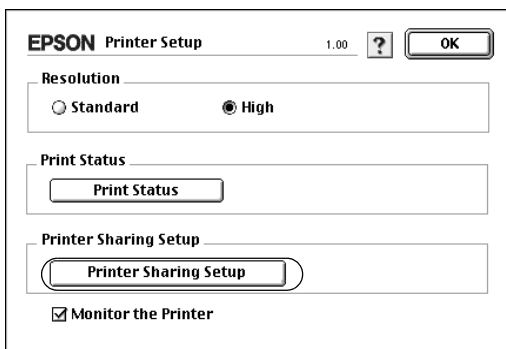 EPSON Printer Setup 1.00 ? OK
Resolution
Standard High
Print Status
Print Status
Printer Sharing Setup
Printer Sharing Setup
Monitor the Printer